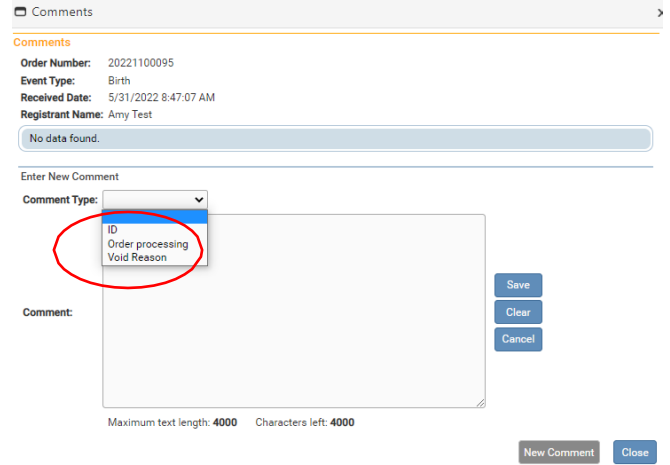 Comments
x
Comments
Order Number: 20221100095
Event Type: Birth
Received Date: 5/31/2022 8:47:07 AM
Registrant Name: Amy Test
No data found.
Enter New Comment
Comment Type:
ID
Order processing
Void Reason
Save
Comment:
Clear
Cancel
Maximum text length: 4000 Characters left: 4000
New Comment
Close